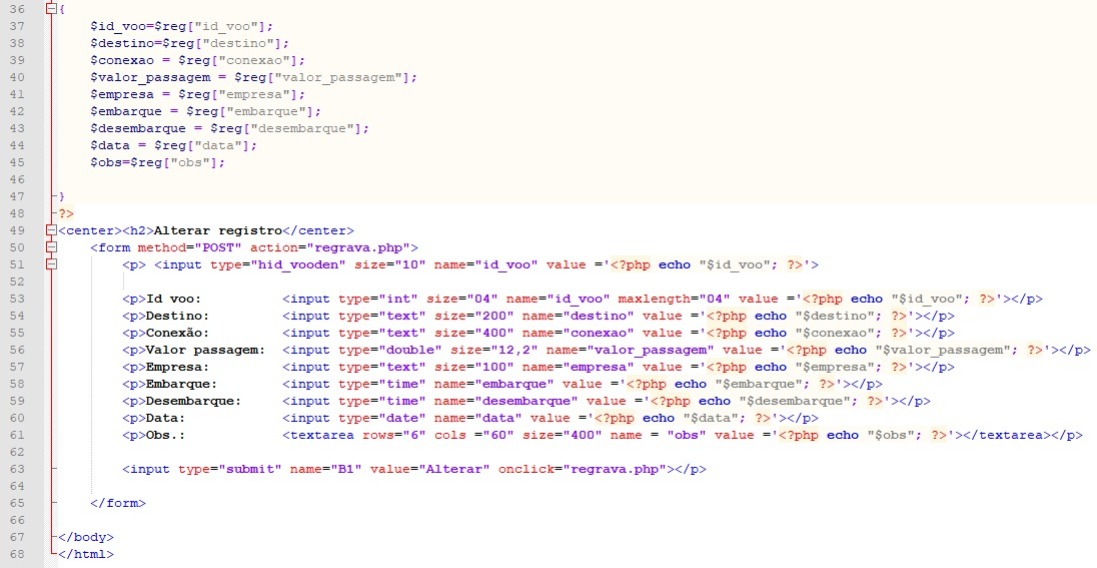 36 {
37 $id_voo=$reg["id_voo"];
38 $destino=$reg["destino"];
39 $conexao = $reg["conexao"];
40 $valor_passagem = $reg["valor_passagem"];
41 $empresa = $reg["empresa"];
42 $embarque = $reg["embarque"];
43 $desembarque = $reg["desembarque"];
44 $data = $reg["data"];
45 $obs=$reg["obs"];
46
47 }
48 ?>
49 <center><h2>Alterar registro</center>
50 <form method="POST" action="regrava.php">
51 <p> <input type="hid_vooden" size="10" name="id_voo" value ='<?php echo "$id_voo"; ?>'>
52
53 <p>Id voo: <input type="int" size="04" name="id_voo" maxlength="04" value ='<?php echo "$id_voo"; ?>'></p>
54 <p>Destino: <input type="text" size="200" name="destino" value ='<?php echo "$destino"; ?>'></p>
55 <p>Conexão: <input type="text" size="400" name="conexao" value ='<?php echo "$conexao"; ?>'></p>
56 <p>Valor passagem: <input type="double" size="12,2" name="valor_passagem" value ='<?php echo "$valor_passagem"; ?>'></p>
57 <p>Empresa: <input type="text" size="100" name="empresa" value ='<?php echo "$empresa"; ?>'></p>
58 <p>Embarque: <input type="time" name="embarque" value ='<?php echo "$embarque"; ?>'></p>
59 <p>Desembarque: <input type="time" name="desembarque" value ='<?php echo "$desembarque"; ?>'></p>
60 <p>Data: <input type="date" name="data" value ='<?php echo "$data"; ?>'></p>
61 <p>Obs.: <textarea rows="6" cols ="60" size="400" name = "obs" value ='<?php echo "$obs"; ?>'></textarea></p>
62
63 <input type="submit" name="B1" value="Alterar" onclick="regrava.php"></p>
64
65 </form>
66
67 </body>
68 </html>